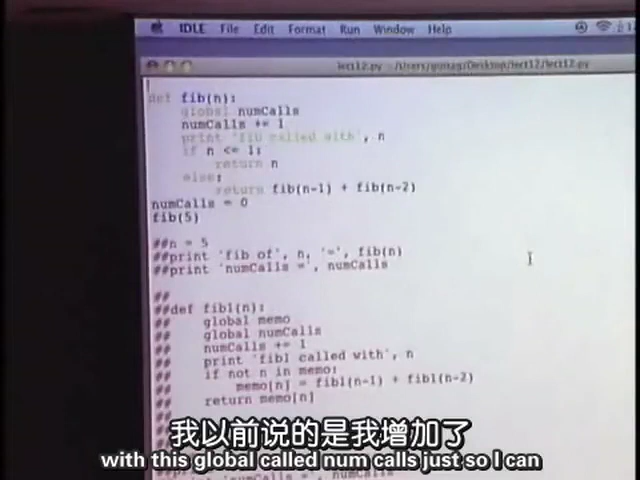 IDLE File Edit Format Run Window Help
lect12.py - /Users/guttag/Desktop/lect12/lect12.py
def fib(n):
global numCalls
numCalls += 1
print 'fib called with', n
if n <= 1:
return n
else:
return fib(n-1) + fib(n-2)
numCalls = 0
fib(5)
##n = 5
##print 'fib of', n, '=', fib(n)
##print 'numCalls =', numCalls
##
##def fib1(n):
## global memo
## global numCalls
## numCalls += 1
## print 'fib1 called with', n
## if not n in memo:
## memo[n] = fib1(n-1) + fib1(n-2)
## return memo[n]
##
我以前说的是我增加了
with this global called num calls just so I can